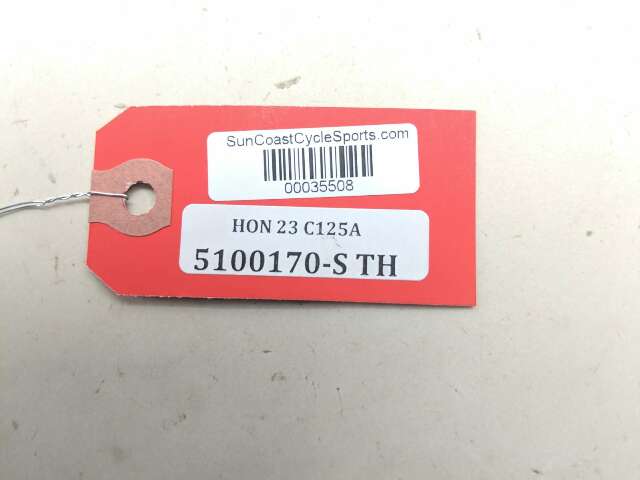 SunCoastCycleSports.com
00035508
HON 23 C125A
5100170-S TH